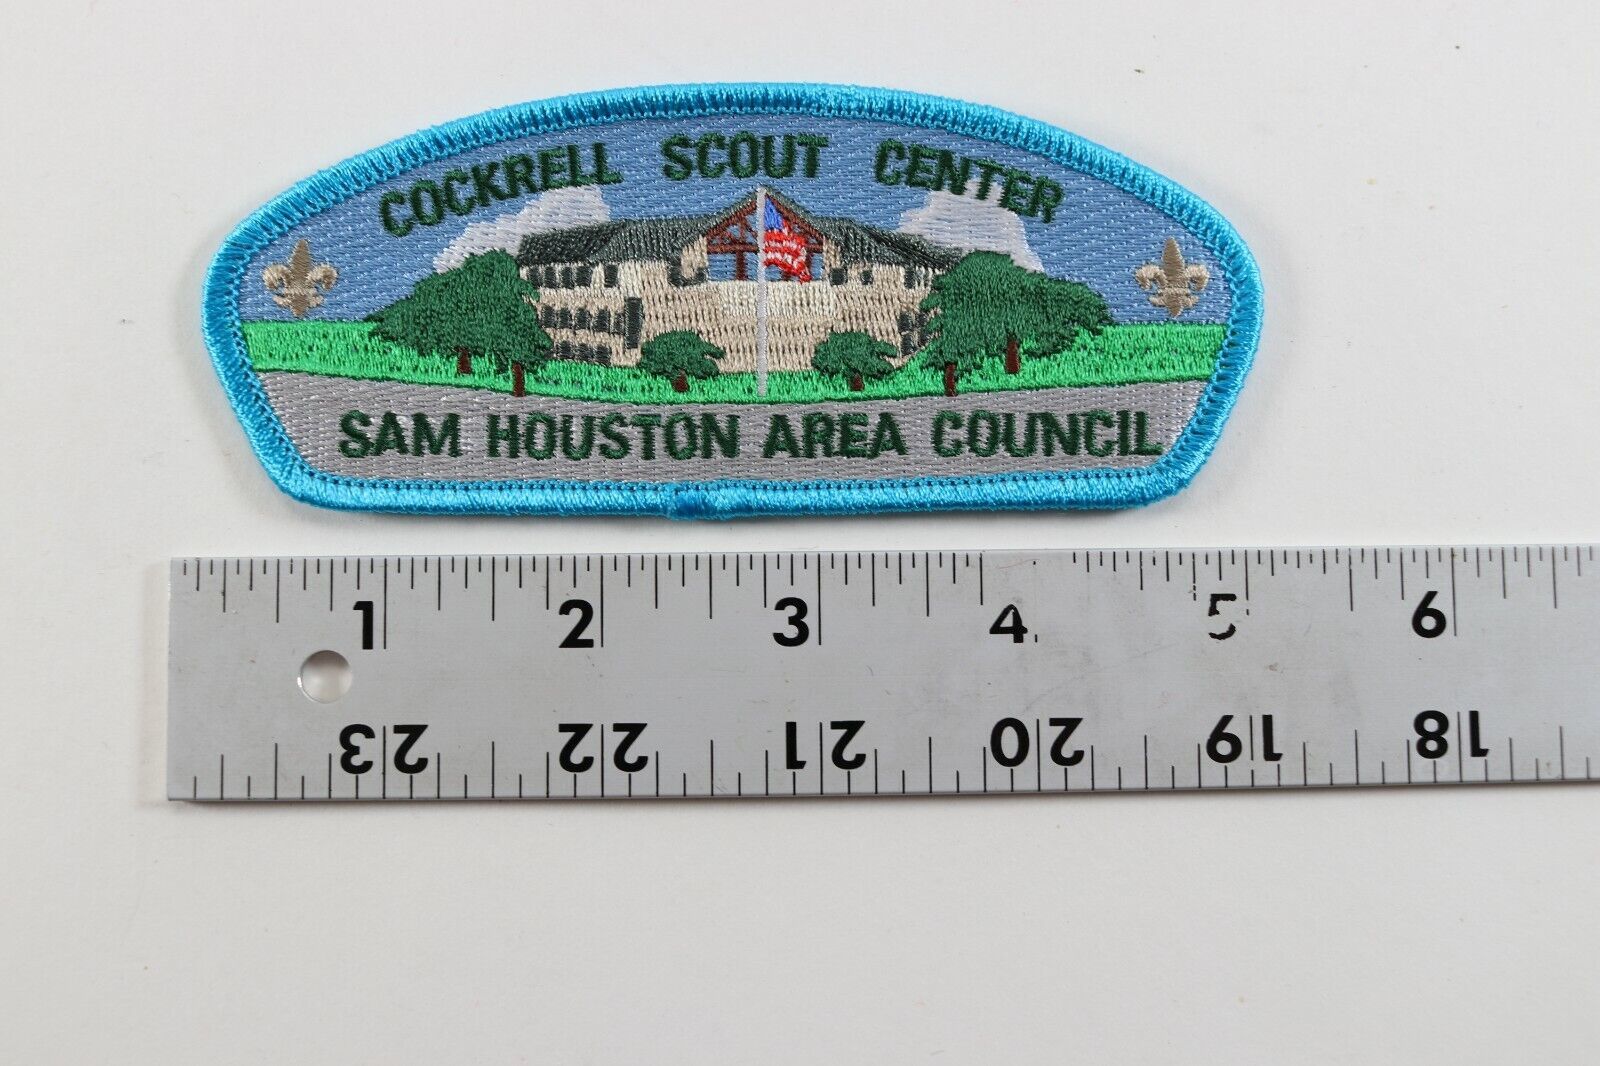 COCKRELL SCOUT CENTER
SAM HOUSTON AREA COUNCIL
1 2 3 4 5 6
23 22 21 20 19 18